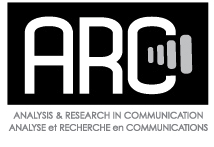 ARC
ANALYSIS & RESEARCH IN COMMUNICATION
ANALYSE et RECHERCHE en COMMUNICATIONS